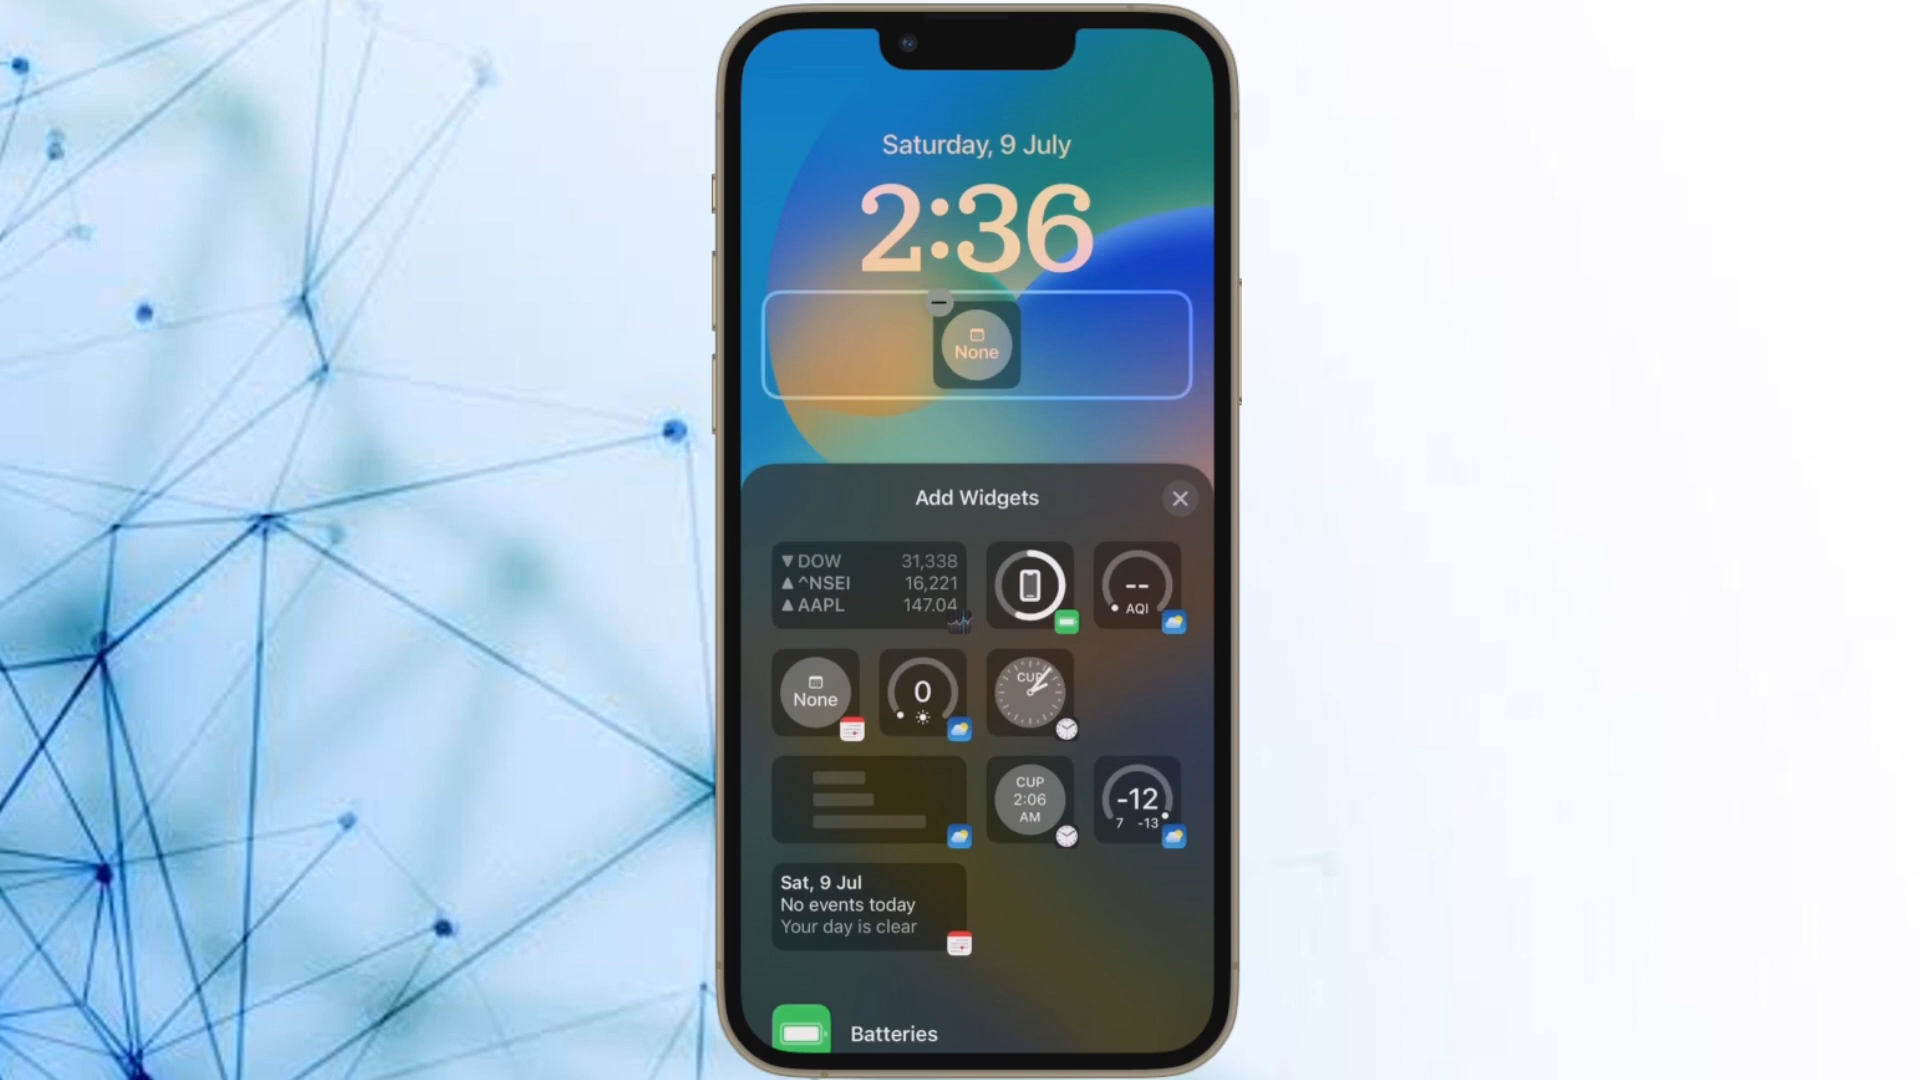 Saturday, 9 July
2:36
None
Add Widgets
▼ DOW 31,338
▲ ^NSEI 16,221
▲ AAPL 147.04
--
AQI
None
0
CUP
CUP
2:06
AM
-12
7 -13
Sat, 9 Jul
No events today
Your day is clear
Batteries